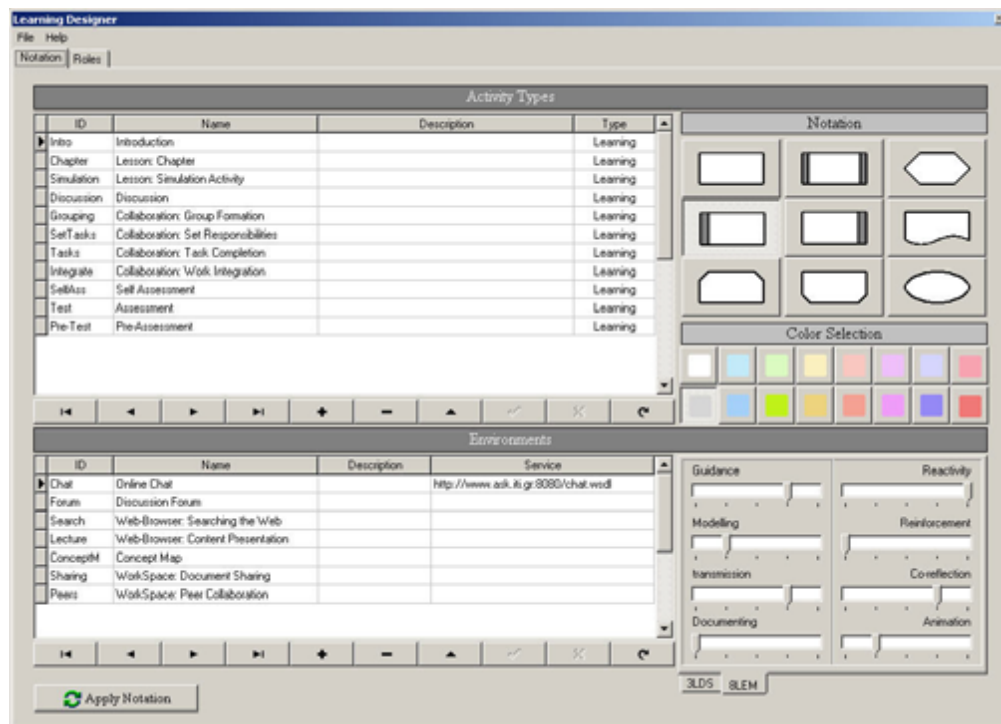 Learning Designer
File Help
Notation Roles
Activity Types
ID Name Description Type
Intro Introduction Learning
Chapter Lesson: Chapter Learning
Simulation Lesson: Simulation Activity Learning
Discussion Discussion Learning
Grouping Collaboration: Group Formation Learning
SetTasks Collaboration: Set Responsibilities Learning
Tasks Collaboration: Task Completion Learning
Integrate Collaboration: Work Integration Learning
SelfAss Self Assessment Learning
Test Assessment Learning
Pre-Test Pre-Assessment Learning
Notation
Color Selection
Environments
ID Name Description Service
Chat Online Chat http://www.ask.iti.gr:8080/chat.wsdl
Forum Discussion Forum
Search Web-Browser: Searching the Web
Lecture Web-Browser: Content Presentation
ConceptM Concept Map
Sharing WorkSpace: Document Sharing
Peers WorkSpace: Peer Collaboration
Guidance Reactivity
Modelling Reinforcement
transmission Co-reflection
Documenting Animation
3LDS 8LEM
Apply Notation